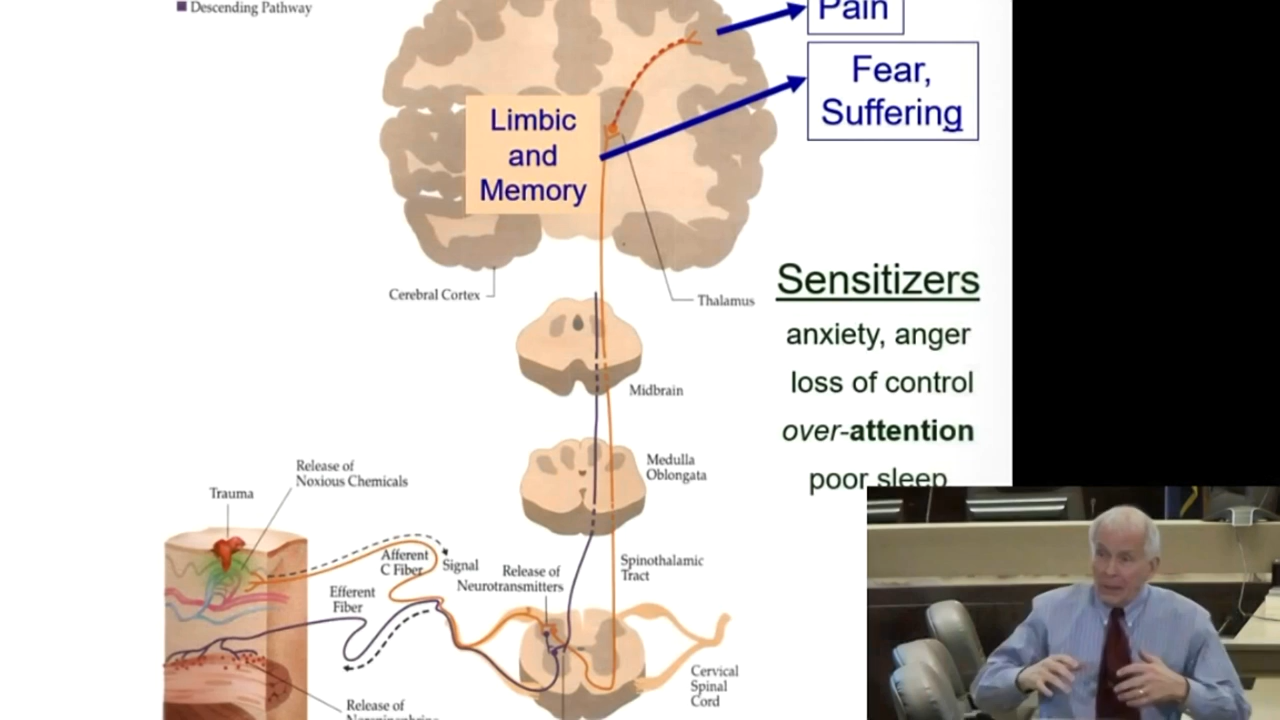 Descending Pathway
Pain
Fear,
Suffering
Limbic
and
Memory
Cerebral Cortex
Thalamus
Sensitizers
anxiety, anger
loss of control
over-attention
poor sleep
Midbrain
Medulla
Oblongata
Release of
Noxious Chemicals
Trauma
Afferent
C Fiber
Signal
Efferent
Fiber
Release of
Neurotransmitters
Spinothalamic
Tract
Cervical
Spinal
Cord
Release of
Norepinephrine